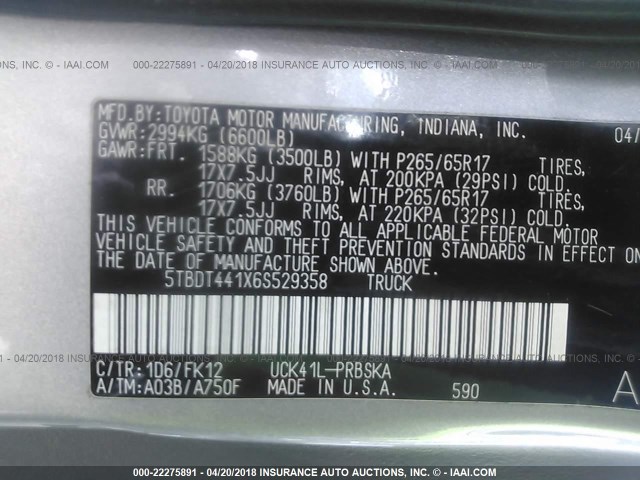 000-22275891 - 04/20/2018 INSURANCE AUTO AUCTIONS, INC. - IAAI.COM
MFD.BY:TOYOTA MOTOR MANUFACTURING, INDIANA, INC. 04/
GVWR:2994KG (6600LB)
GAWR:FRT. 1588KG (3500LB) WITH P265/65R17 TIRES,
17X7.5JJ RIMS, AT 200KPA (29PSI) COLD.
RR. 1706KG (3760LB) WITH P265/65R17 TIRES,
17X7.5JJ RIMS, AT 220KPA (32PSI) COLD.
THIS VEHICLE CONFORMS TO ALL APPLICABLE FEDERAL MOTOR
VEHICLE SAFETY AND THEFT PREVENTION STANDARDS IN EFFECT ON
THE DATE OF MANUFACTURE SHOWN ABOVE.
5TBDT441X6S529358 TRUCK
C/TR:1D6/FK12 UCK41L-PRBSKA
A/TM:A03B/A750F MADE IN U.S.A. 590 A
000-22275891 - 04/20/2018 INSURANCE AUTO AUCTIONS, INC. - IAAI.COM